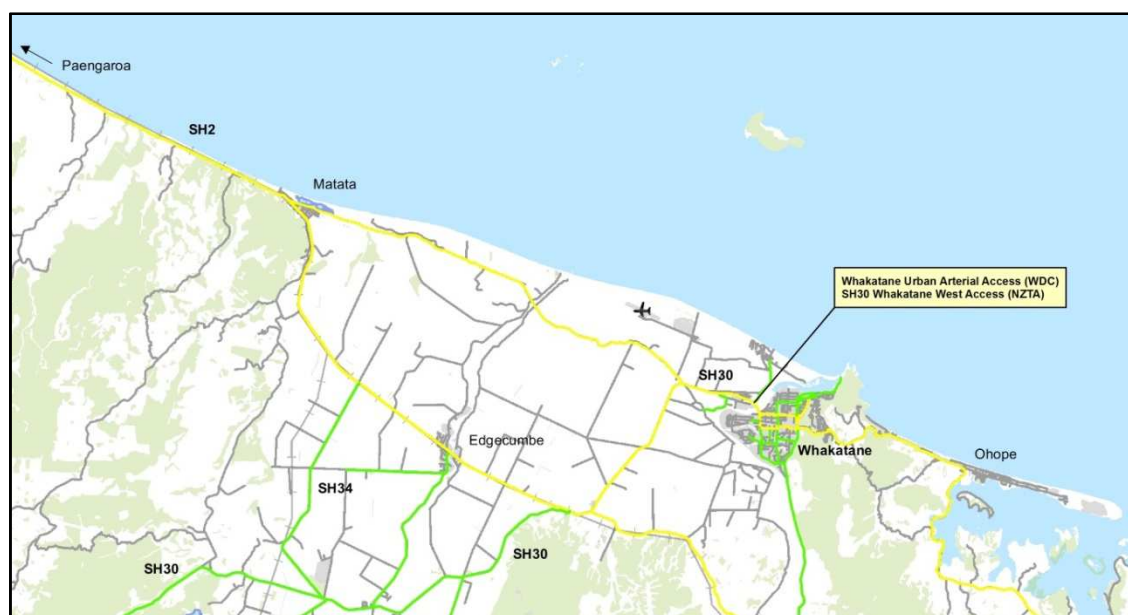 Paengaroa
SH2
Matata
Whakatane Urban Arterial Access (WDC)
SH30 Whakatane West Access (NZTA)
SH30
Edgecumbe
Whakatane
Ohope
SH34
SH30
SH30